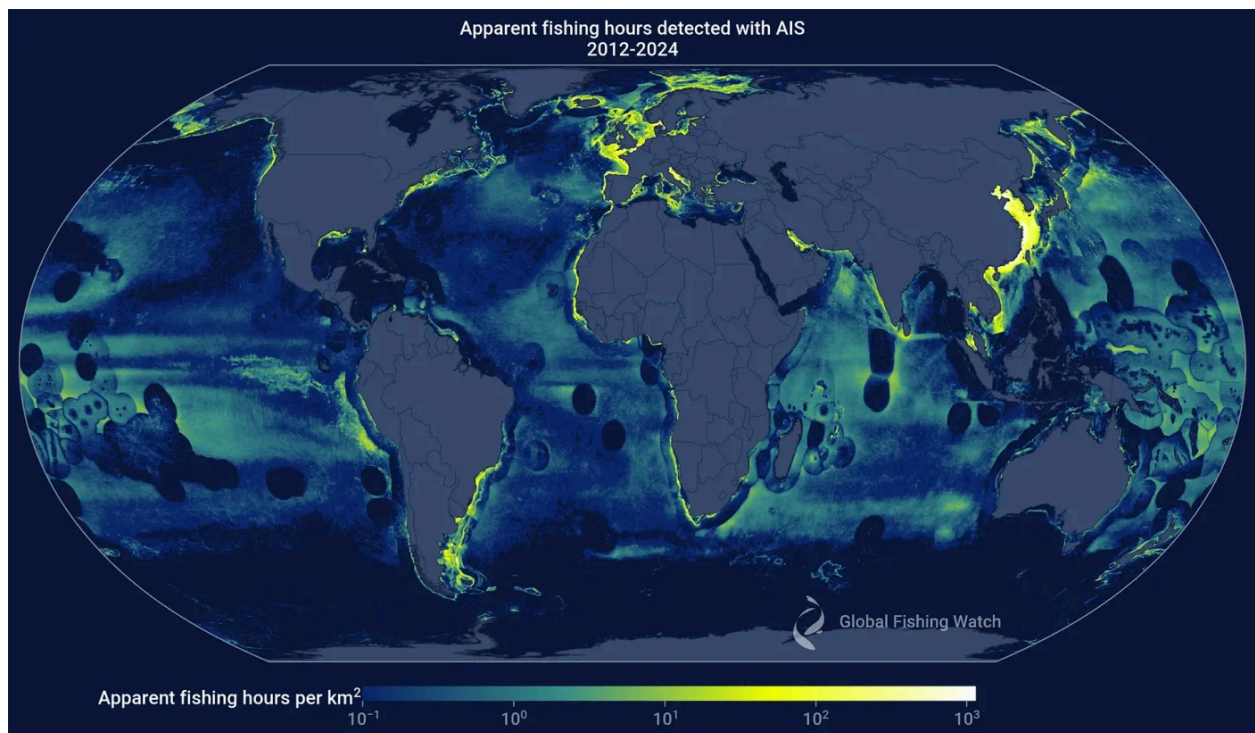 Apparent fishing hours detected with AIS
2012-2024
Global Fishing Watch
Apparent fishing hours per km²
10⁻¹ 10⁰ 10¹ 10² 10³